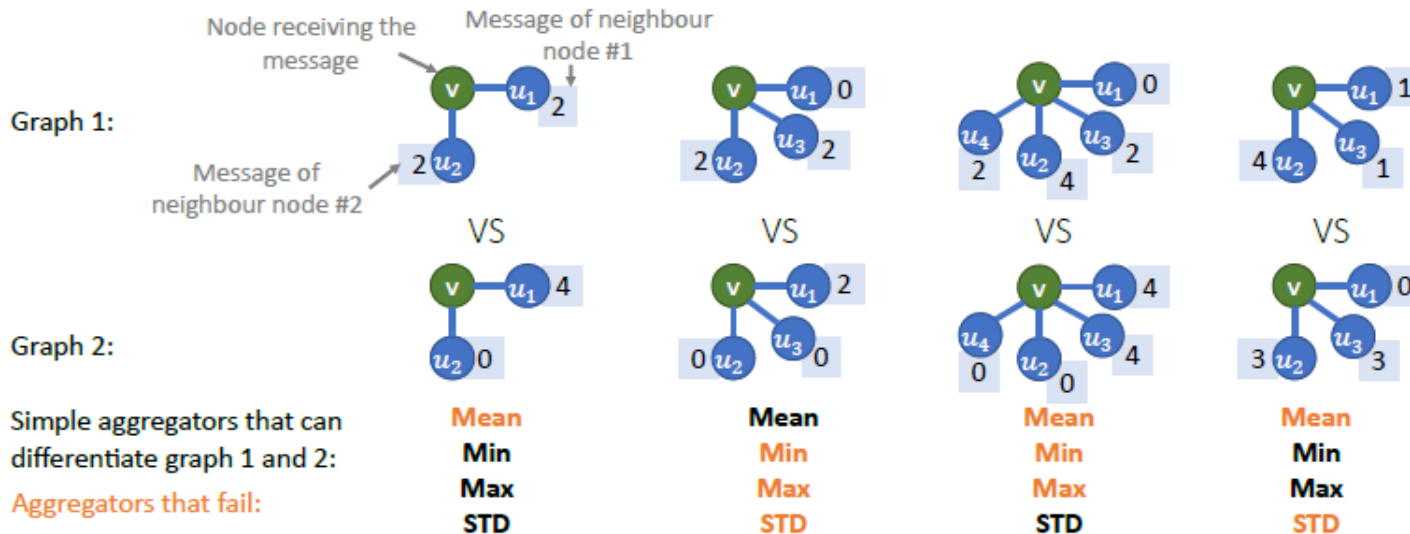 Node receiving the message
Message of neighbour node #1
Graph 1:
v u₁ 2
2 u₂
Message of neighbour node #2
v u₁ 0
2 u₂ u₃ 2
v u₁ 0
u₄ 2 u₂ 4 u₃ 2
v u₁ 1
4 u₂ u₃ 1
VS VS VS VS
Graph 2:
v u₁ 4
u₂ 0
v u₁ 2
0 u₂ u₃ 0
v u₁ 4
u₄ 0 u₂ 0 u₃ 4
v u₁ 0
3 u₂ u₃ 3
Simple aggregators that can
differentiate graph 1 and 2:
Aggregators that fail:
Mean Mean Mean Mean
Min Min Min Min
Max Max Max Max
STD STD STD STD